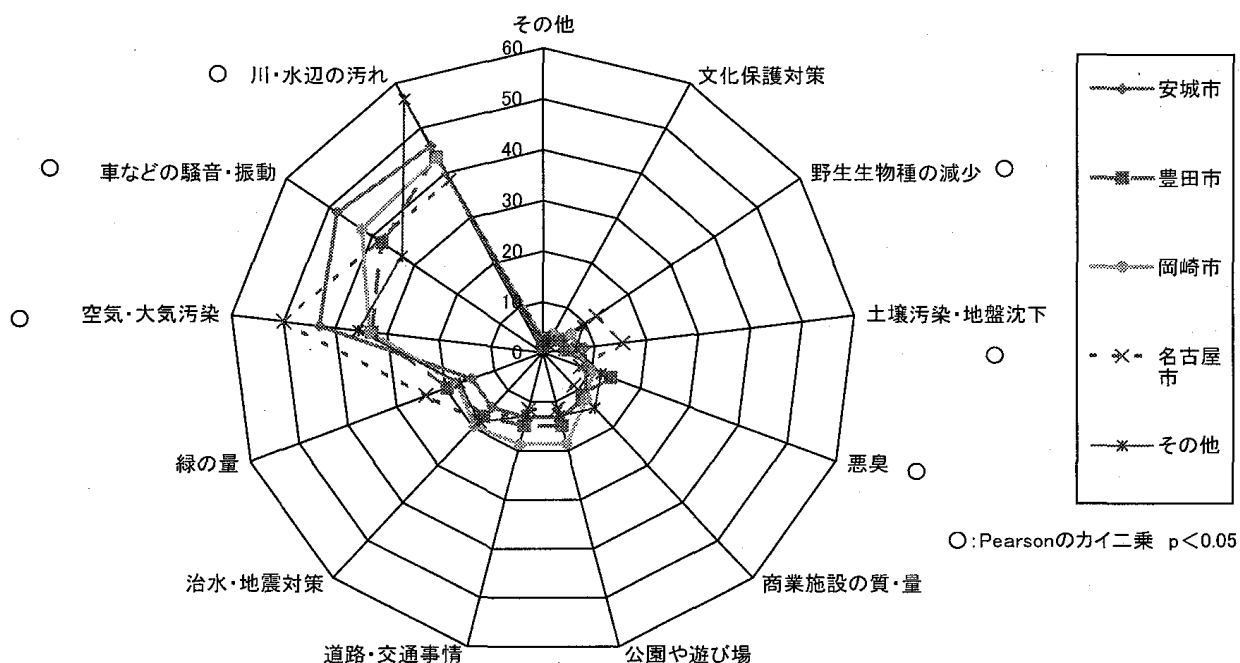 その他
60
50
40
30
20
10
0
文化保護対策
野生生物種の減少 ○
土壌汚染・地盤沈下
○
悪臭 ○
商業施設の質・量
公園や遊び場
道路・交通事情
治水・地震対策
緑の量
○ 空気・大気汚染
○ 車などの騒音・振動
○ 川・水辺の汚れ
安城市
豊田市
岡崎市
名古屋
市
その他
○:Pearsonのカイ二乗 p<0.05